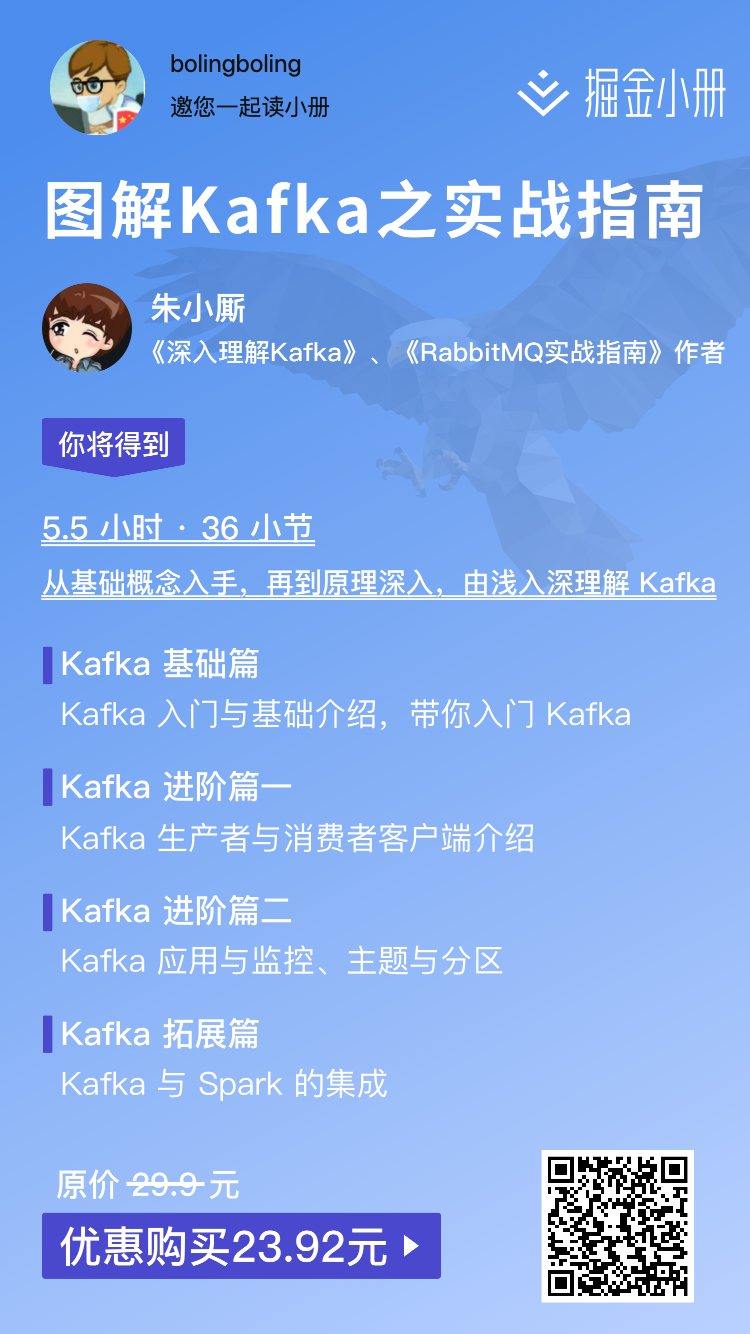 bolingboling
邀您一起读小册
掘金小册
图解Kafka之实战指南
朱小厮
《深入理解Kafka》、《RabbitMQ实战指南》作者
你将得到
5.5 小时 · 36 小节
从基础概念入手，再到原理深入，由浅入深理解 Kafka
Kafka 基础篇
Kafka 入门与基础介绍，带你入门 Kafka
Kafka 进阶篇一
Kafka 生产者与消费者客户端介绍
Kafka 进阶篇二
Kafka 应用与监控、主题与分区
Kafka 拓展篇
Kafka 与 Spark 的集成
原价 29.9 元
优惠购买23.92元